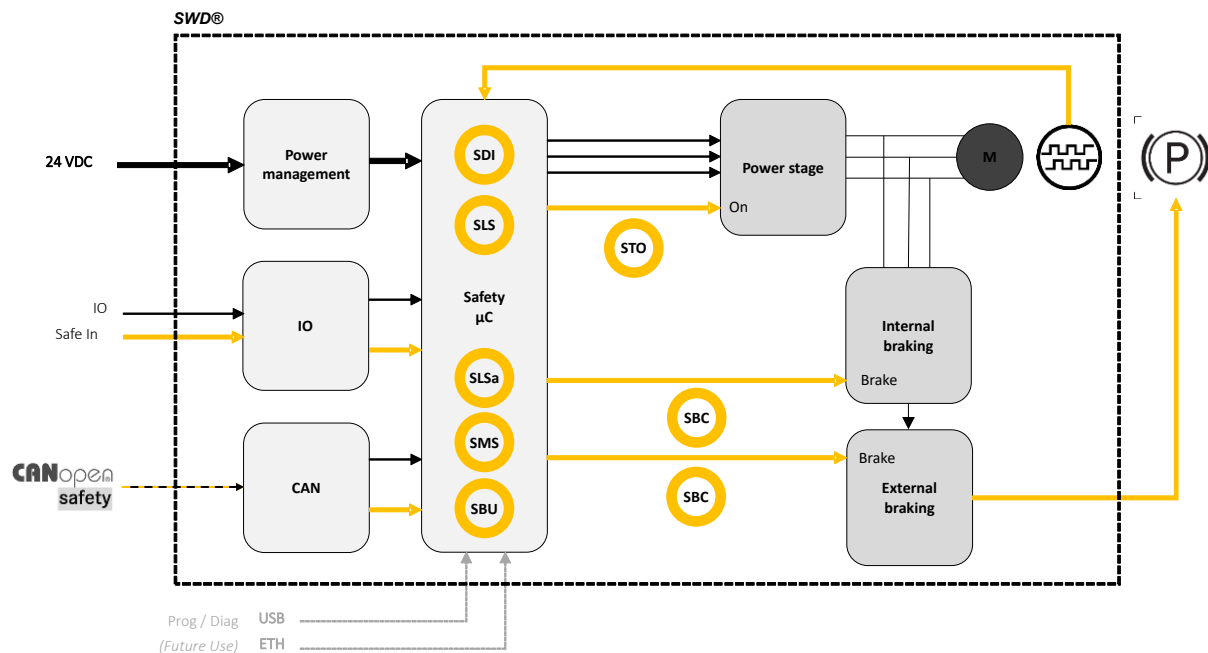 SWD®
24 VDC
Power
management
SDI
SLS
Power stage
On
M
P
STO
IO
Safe In
IO
Safety
µC
Internal
braking
Brake
SLSa
SBC
SMS
Brake
CANopen
safety
CAN
SBC
External
braking
SBU
Prog / Diag USB
(Future Use) ETH